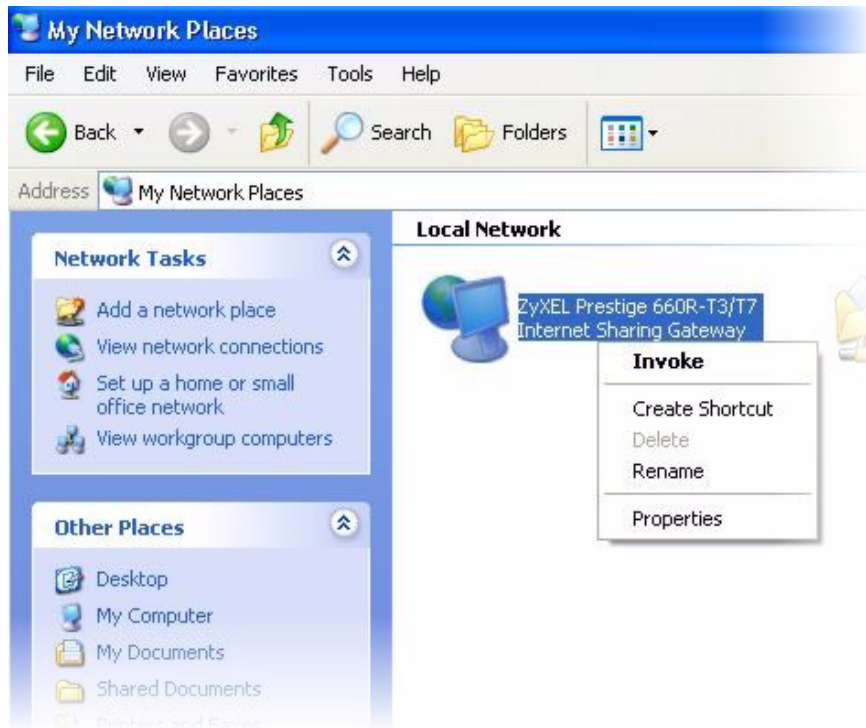 My Network Places
File Edit View Favorites Tools Help
Back Search Folders
Address My Network Places
Network Tasks
Add a network place
View network connections
Set up a home or small
office network
View workgroup computers
Other Places
Desktop
My Computer
My Documents
Shared Documents
Printers and Faxes
Local Network
ZyXEL Prestige 660R-T3/T7
Internet Sharing Gateway
Invoke
Create Shortcut
Delete
Rename
Properties